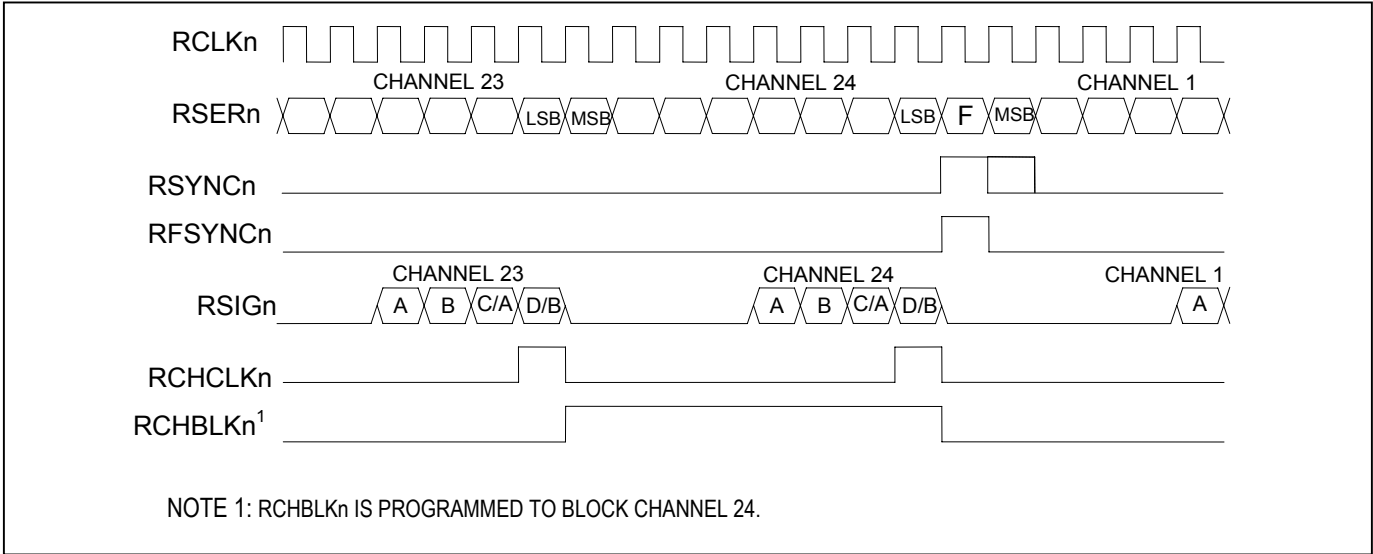 RCLKn
CHANNEL 23 CHANNEL 24 CHANNEL 1
RSERn LSB MSB LSB F MSB
RSYNCn
RFSYNCn
CHANNEL 23 CHANNEL 24 CHANNEL 1
RSIGn A B C/A D/B A B C/A D/B A
RCHCLKn
RCHBLKn1
NOTE 1: RCHBLKn IS PROGRAMMED TO BLOCK CHANNEL 24.